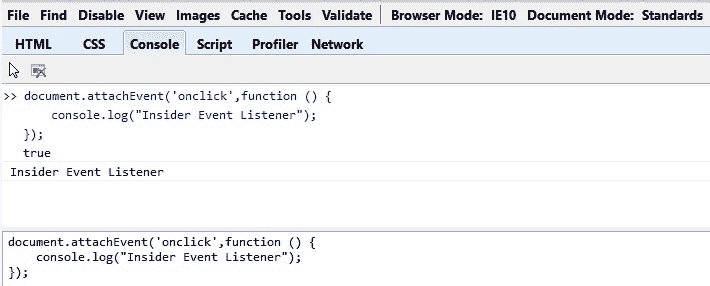 File Find Disable View Images Cache Tools Validate Browser Mode: IE10 Document Mode: Standards
HTML CSS Console Script Profiler Network
>> document.attachEvent('onclick',function () {
console.log("Insider Event Listener");
});
true
Insider Event Listener
document.attachEvent('onclick',function () {
console.log("Insider Event Listener");
});